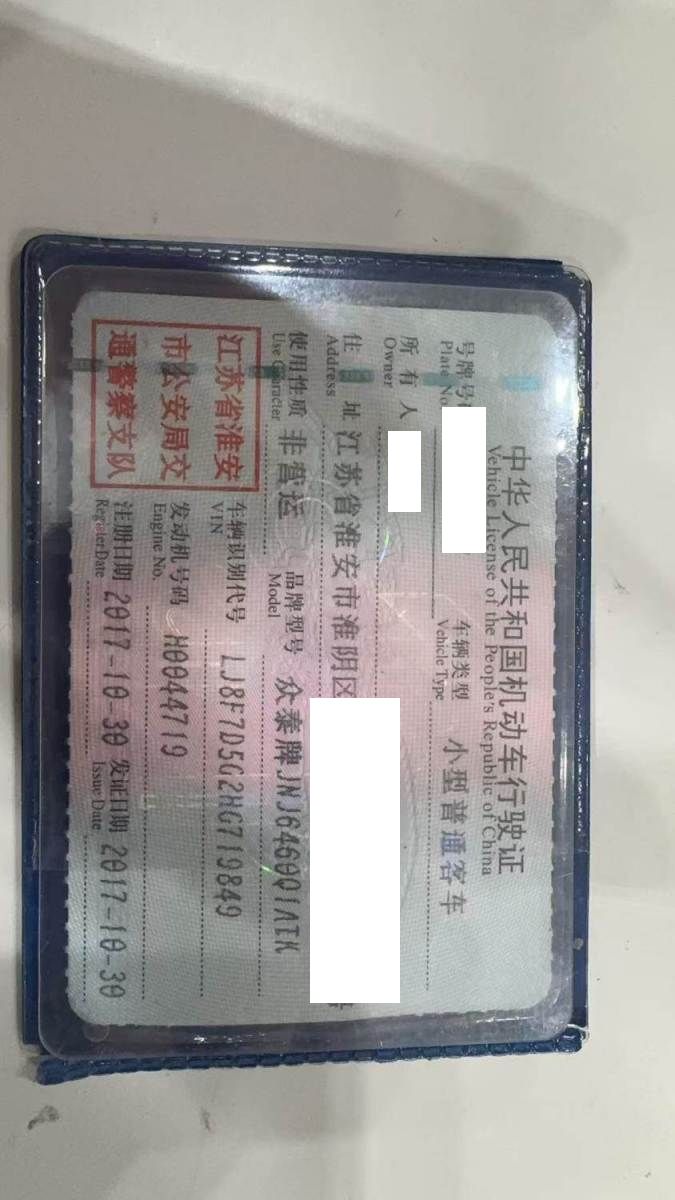 中华人民共和国机动车行驶证
Vehicle License of the People's Republic of China
号牌号
Plate No.
车辆类型 小型普通客车
Vehicle Type
所有人
Owner
住址 江苏省淮安市淮阴区
Address
使用性质 非营运 品牌型号 众泰牌JNJ6460Q1AIK
Use Character Model
江苏省淮安
市公安局交
通警察支队
车辆识别代号 LJ8F7D5G2HG719849
VIN
发动机号码 H0044719
Engine No.
注册日期 2017-10-30 发证日期 2017-10-30
Register Date Issue Date